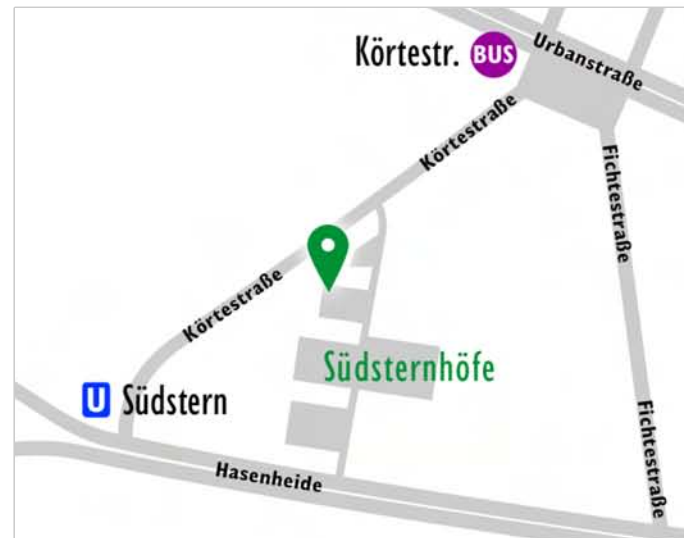 Körtestr. BUS
Urbanstraße
Körtestraße
Fichtestraße
Körtestraße
Südsternhöfe
U Südstern
Fichtestraße
Hasenheide